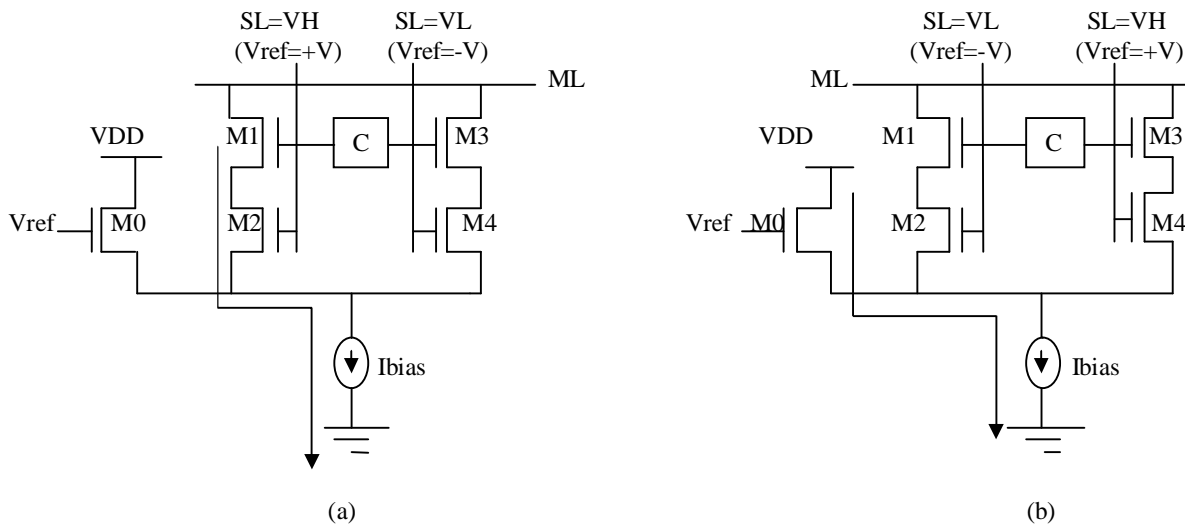 SL=VH SL=VL
(Vref=+V) (Vref=-V)
ML
VDD
M1 C M3
Vref M0 M2 M4
Ibias
(a)
SL=VL SL=VH
(Vref=-V) (Vref=+V)
ML
VDD
M1 C M3
Vref M0 M2 M4
Ibias
(b)